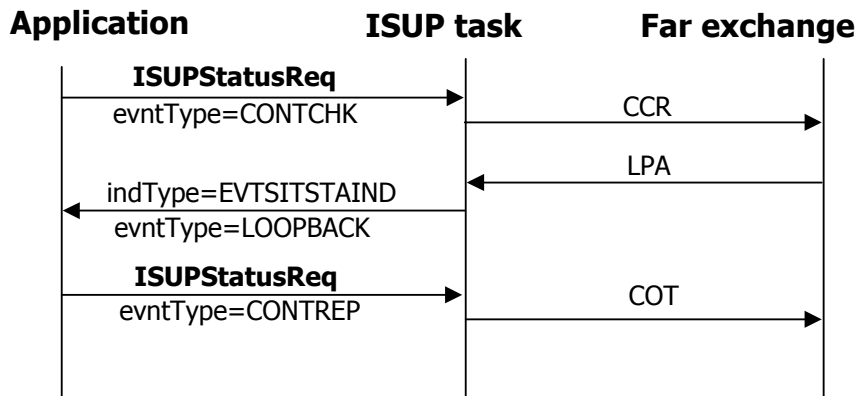 Application ISUP task Far exchange
ISUPStatusReq
evntType=CONTCHK
CCR
LPA
indType=EVTSITSTAIND
evntType=LOOPBACK
ISUPStatusReq
evntType=CONTREP
COT